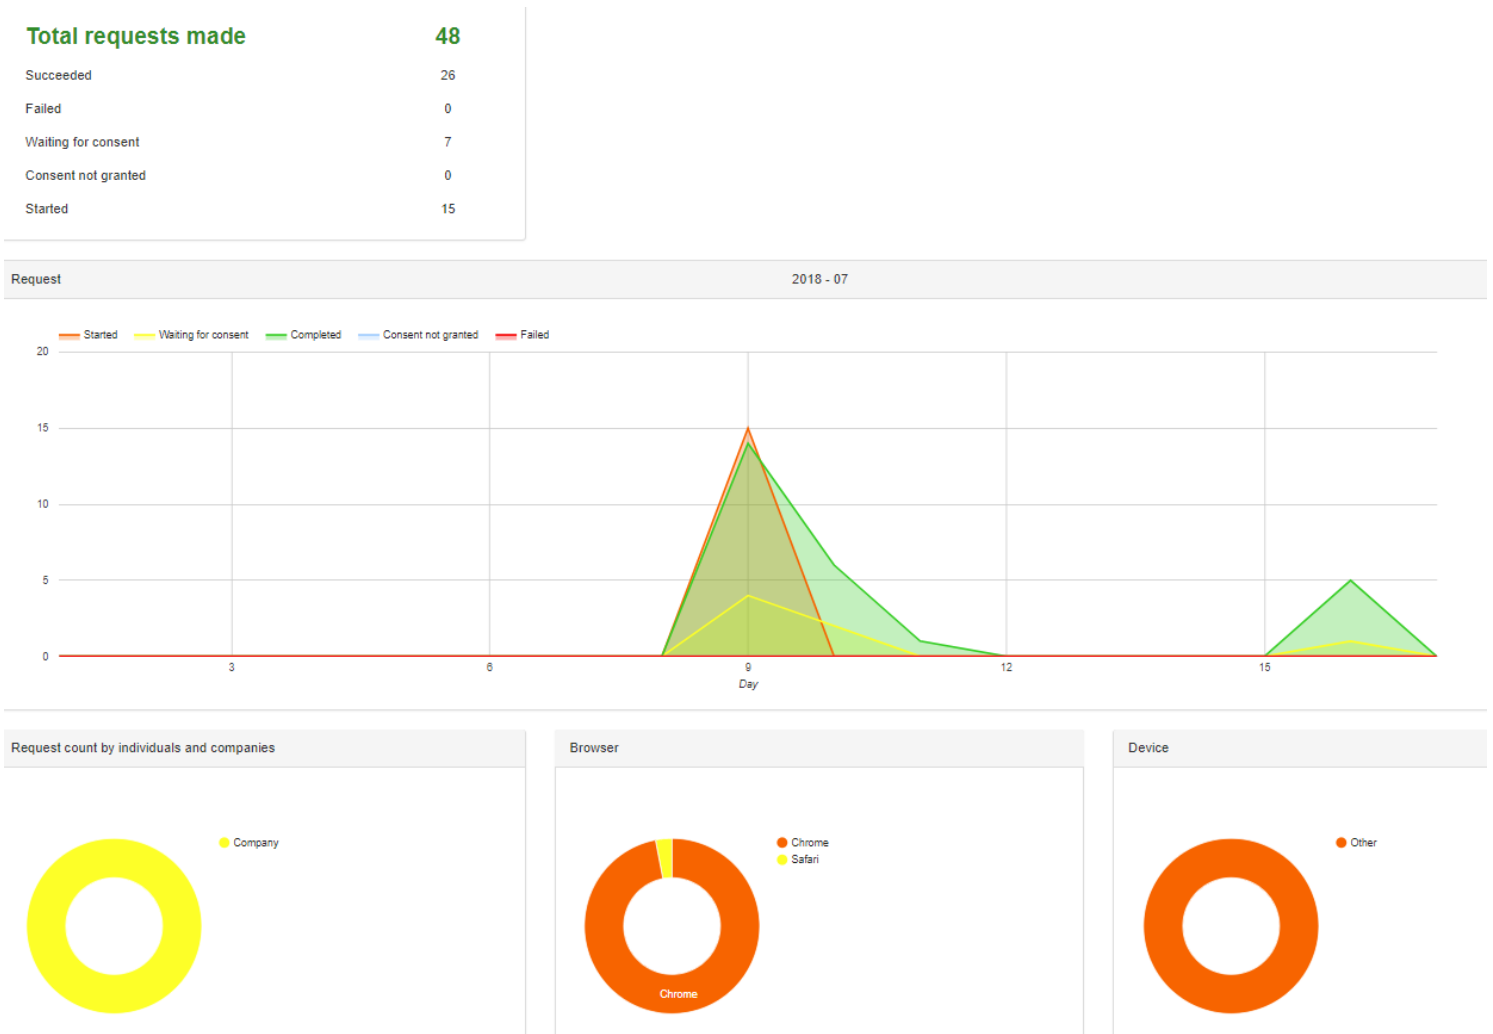 Total requests made 48
Succeeded 26
Failed 0
Waiting for consent 7
Consent not granted 0
Started 15
Request 2018 - 07
Started Waiting for consent Completed Consent not granted Failed
20
15
10
5
0
3 6 9 12 15
Day
Request count by individuals and companies
Company
Browser
Chrome
Safari
Chrome
Device
Other